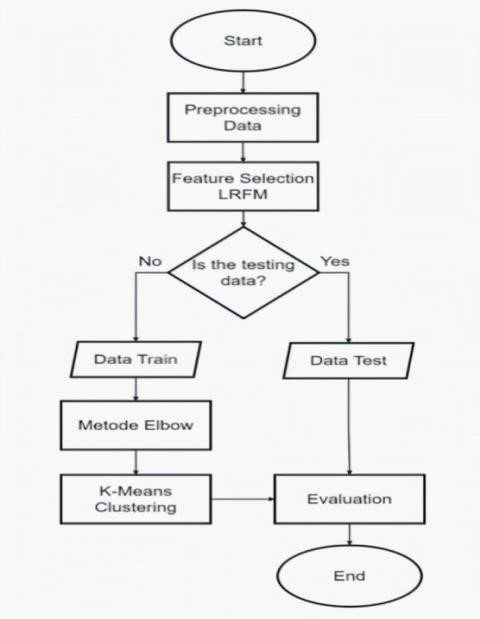 Start
Preprocessing
Data
Feature Selection
LRFM
No
Is the testing
data?
Yes
Data Train
Data Test
Metode Elbow
K-Means
Clustering
Evaluation
End